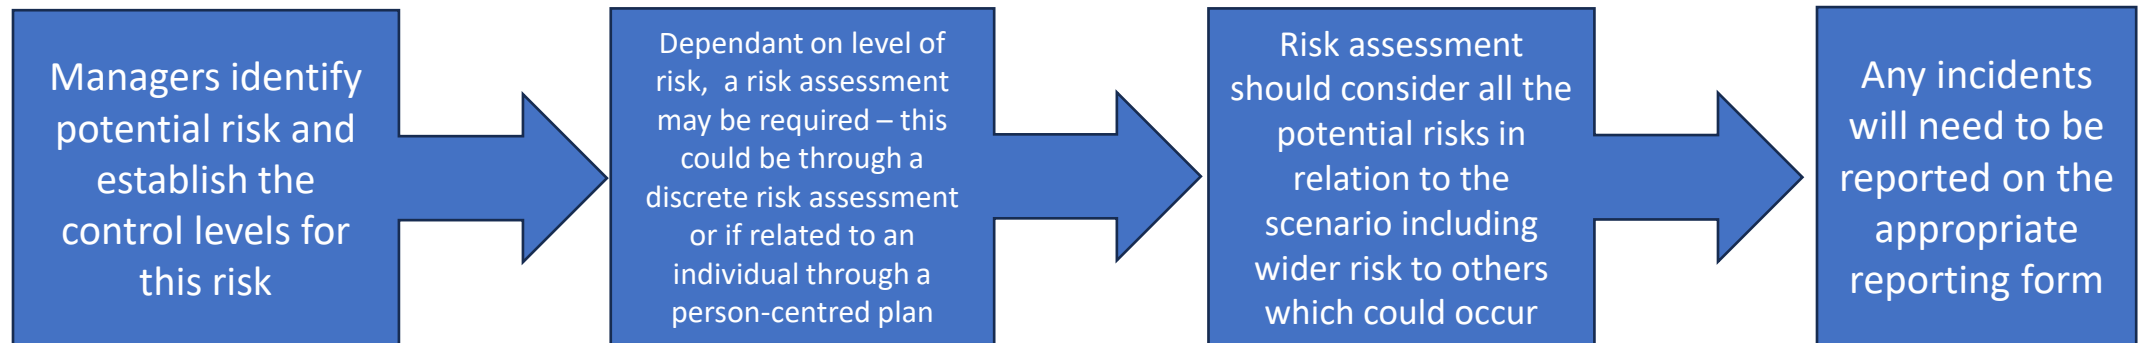 Managers identify
potential risk and
establish the
control levels for
this risk
Dependant on level of
risk,  a risk assessment
may be required – this
could be through a
discrete risk assessment
or if related to an
individual through a
person-centred plan
Risk assessment
should consider all the
potential risks in
relation to the
scenario including
wider risk to others
which could occur
Any incidents
will need to be
reported on the
appropriate
reporting form